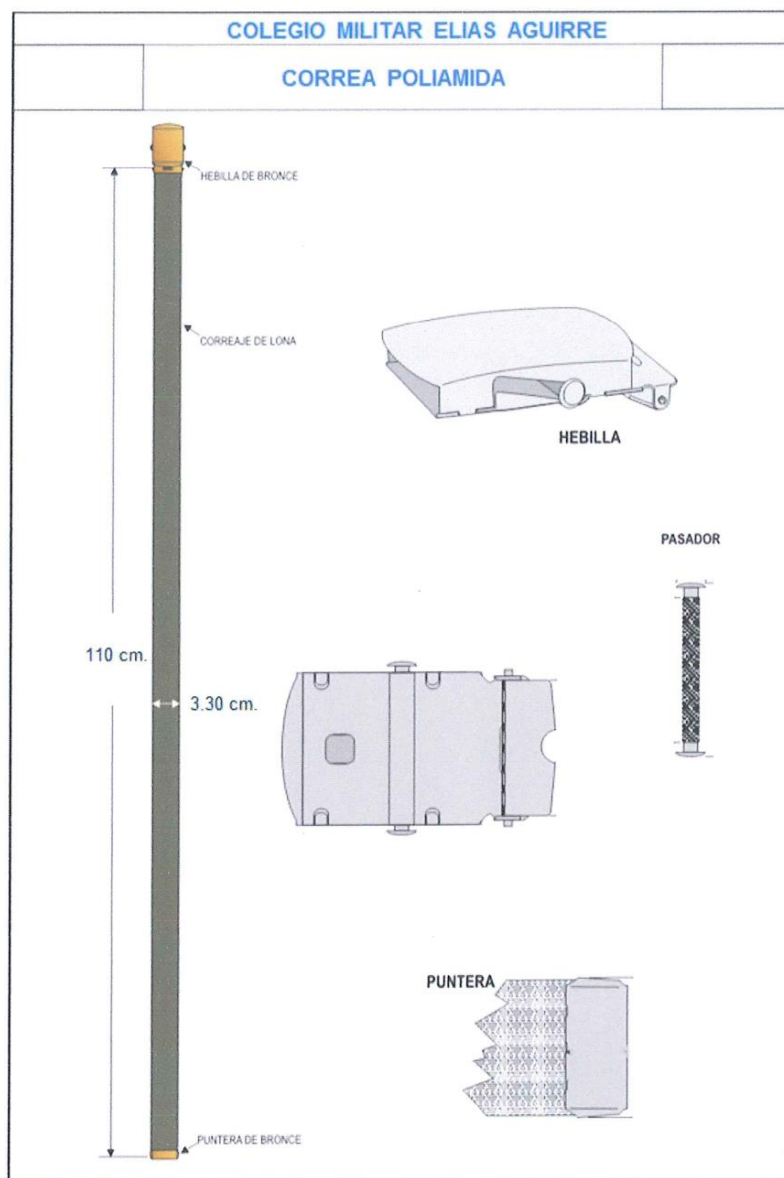 COLEGIO MILITAR ELIAS AGUIRRE
CORREA POLIAMIDA
HEBILLA DE BRONCE
CORREAJE DE LONA
HEBILLA
PASADOR
110 cm.
3.30 cm.
PUNTERA
PUNTERA DE BRONCE